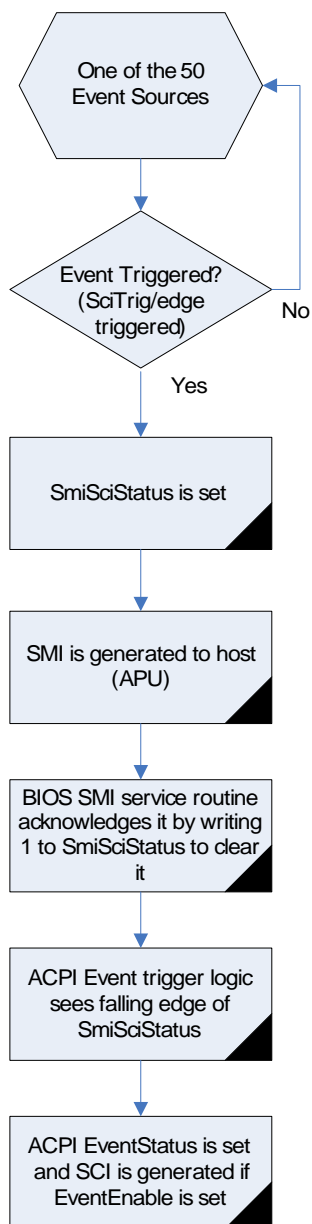 One of the 50
Event Sources
Event Triggered?
(SciTrig/edge
triggered)
No
Yes
SmiSciStatus is set
SMI is generated to host
(APU)
BIOS SMI service routine
acknowledges it by writing
1 to SmiSciStatus to clear
it
ACPI Event trigger logic
sees falling edge of
SmiSciStatus
ACPI EventStatus is set
and SCI is generated if
EventEnable is set